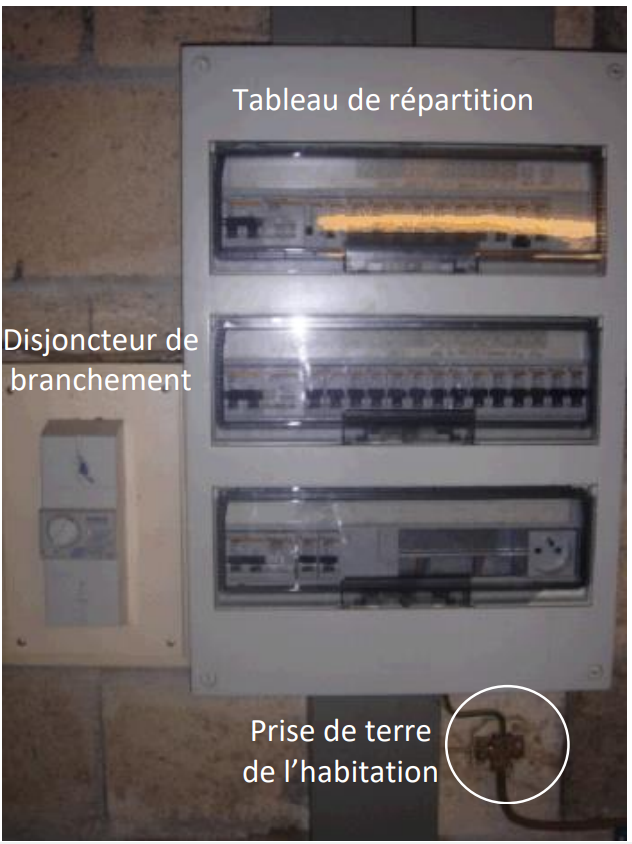 Tableau de répartition
Disjoncteur de
branchement
Prise de terre
de l’habitation